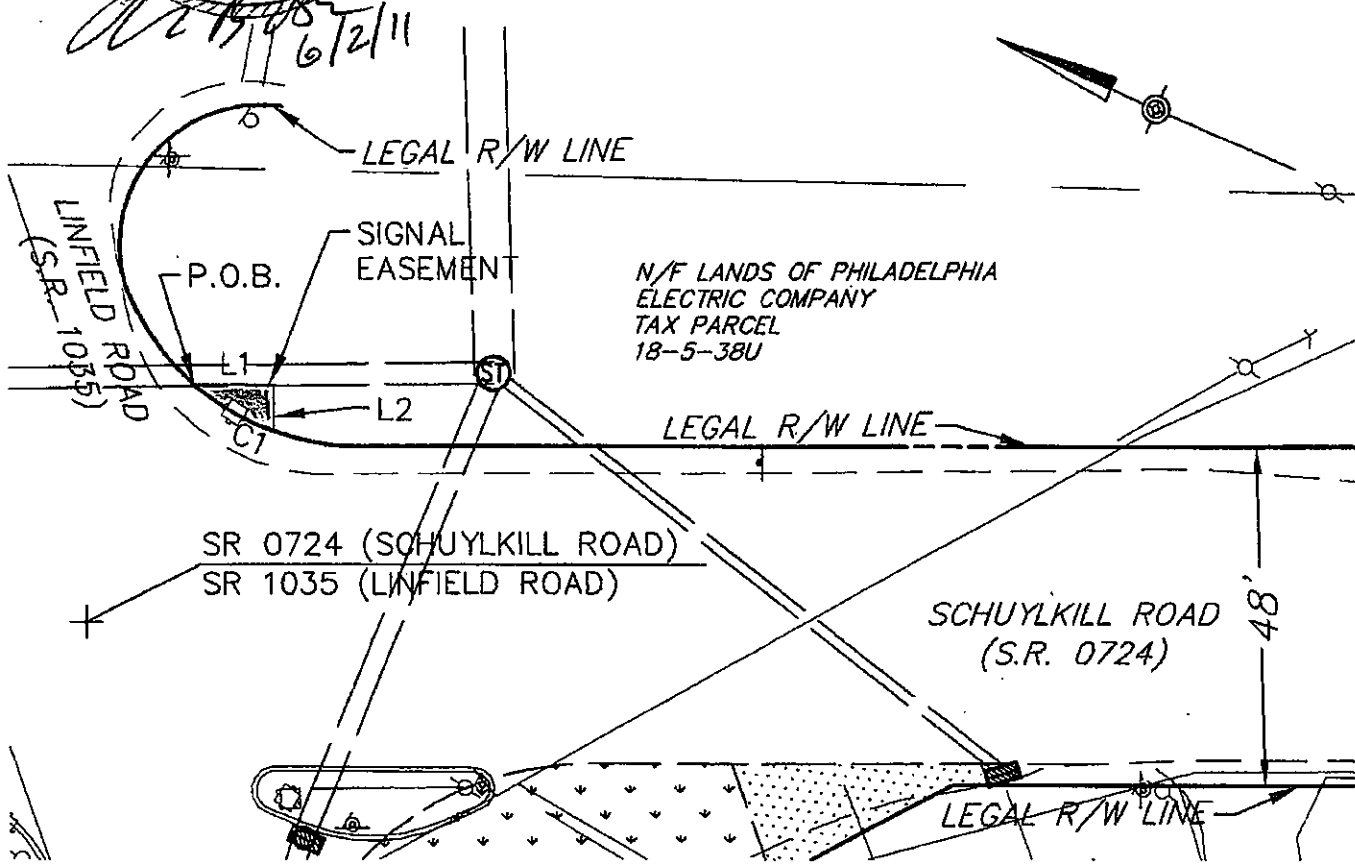 6/2/11
LEGAL R/W LINE
LINFIELD ROAD
(S.R. 1035)
SIGNAL
EASEMENT
P.O.B.
N/F LANDS OF PHILADELPHIA
ELECTRIC COMPANY
TAX PARCEL
18-5-38U
L1
ST
L2
C1
LEGAL R/W LINE
SR 0724 (SCHUYLKILL ROAD)
SR 1035 (LINFIELD ROAD)
SCHUYLKILL ROAD
(S.R. 0724)
48'
LEGAL R/W LINE